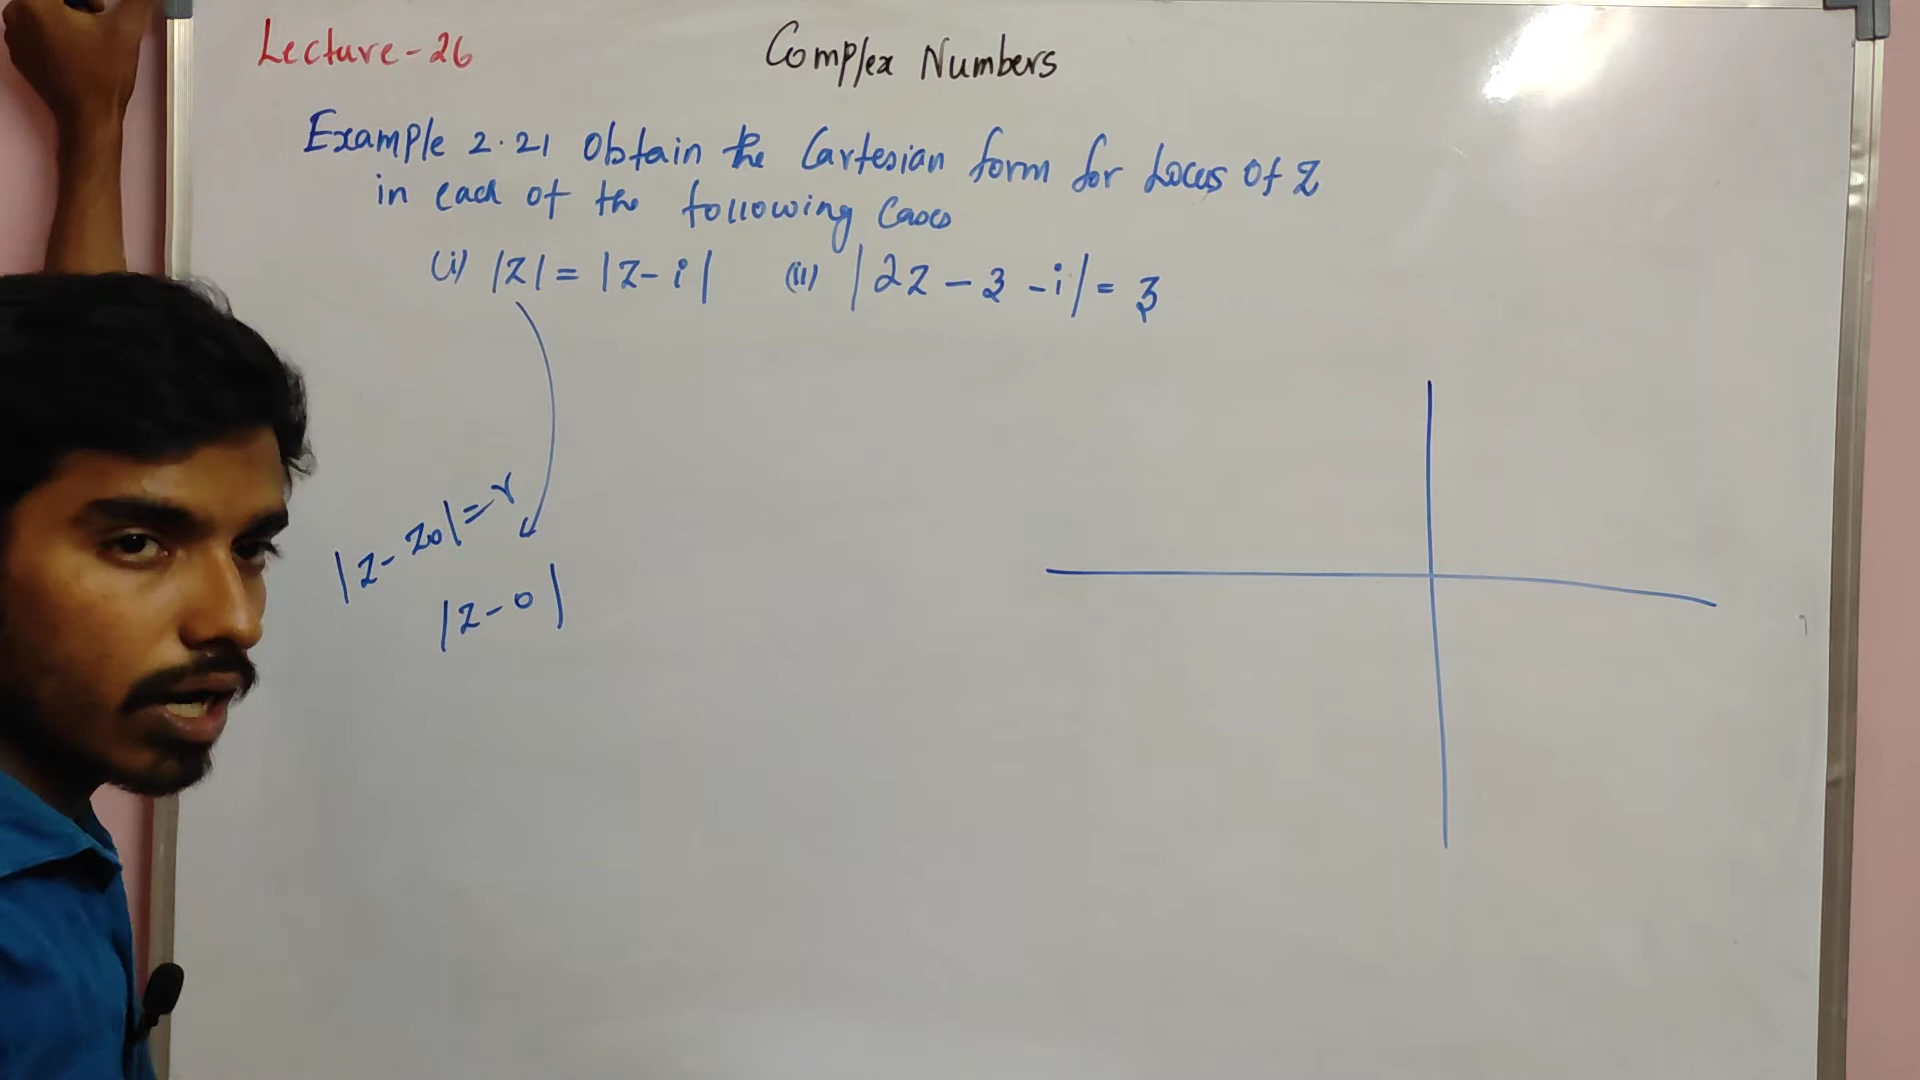 Lecture-26
Complex Numbers
Example 2.21 Obtain the Cartesian form for Locus of Z
in each of the following Cases
(i) |Z| = |Z-i| (ii) |2Z - 3 - i| = 3
|z-z0|=r
|z-0|